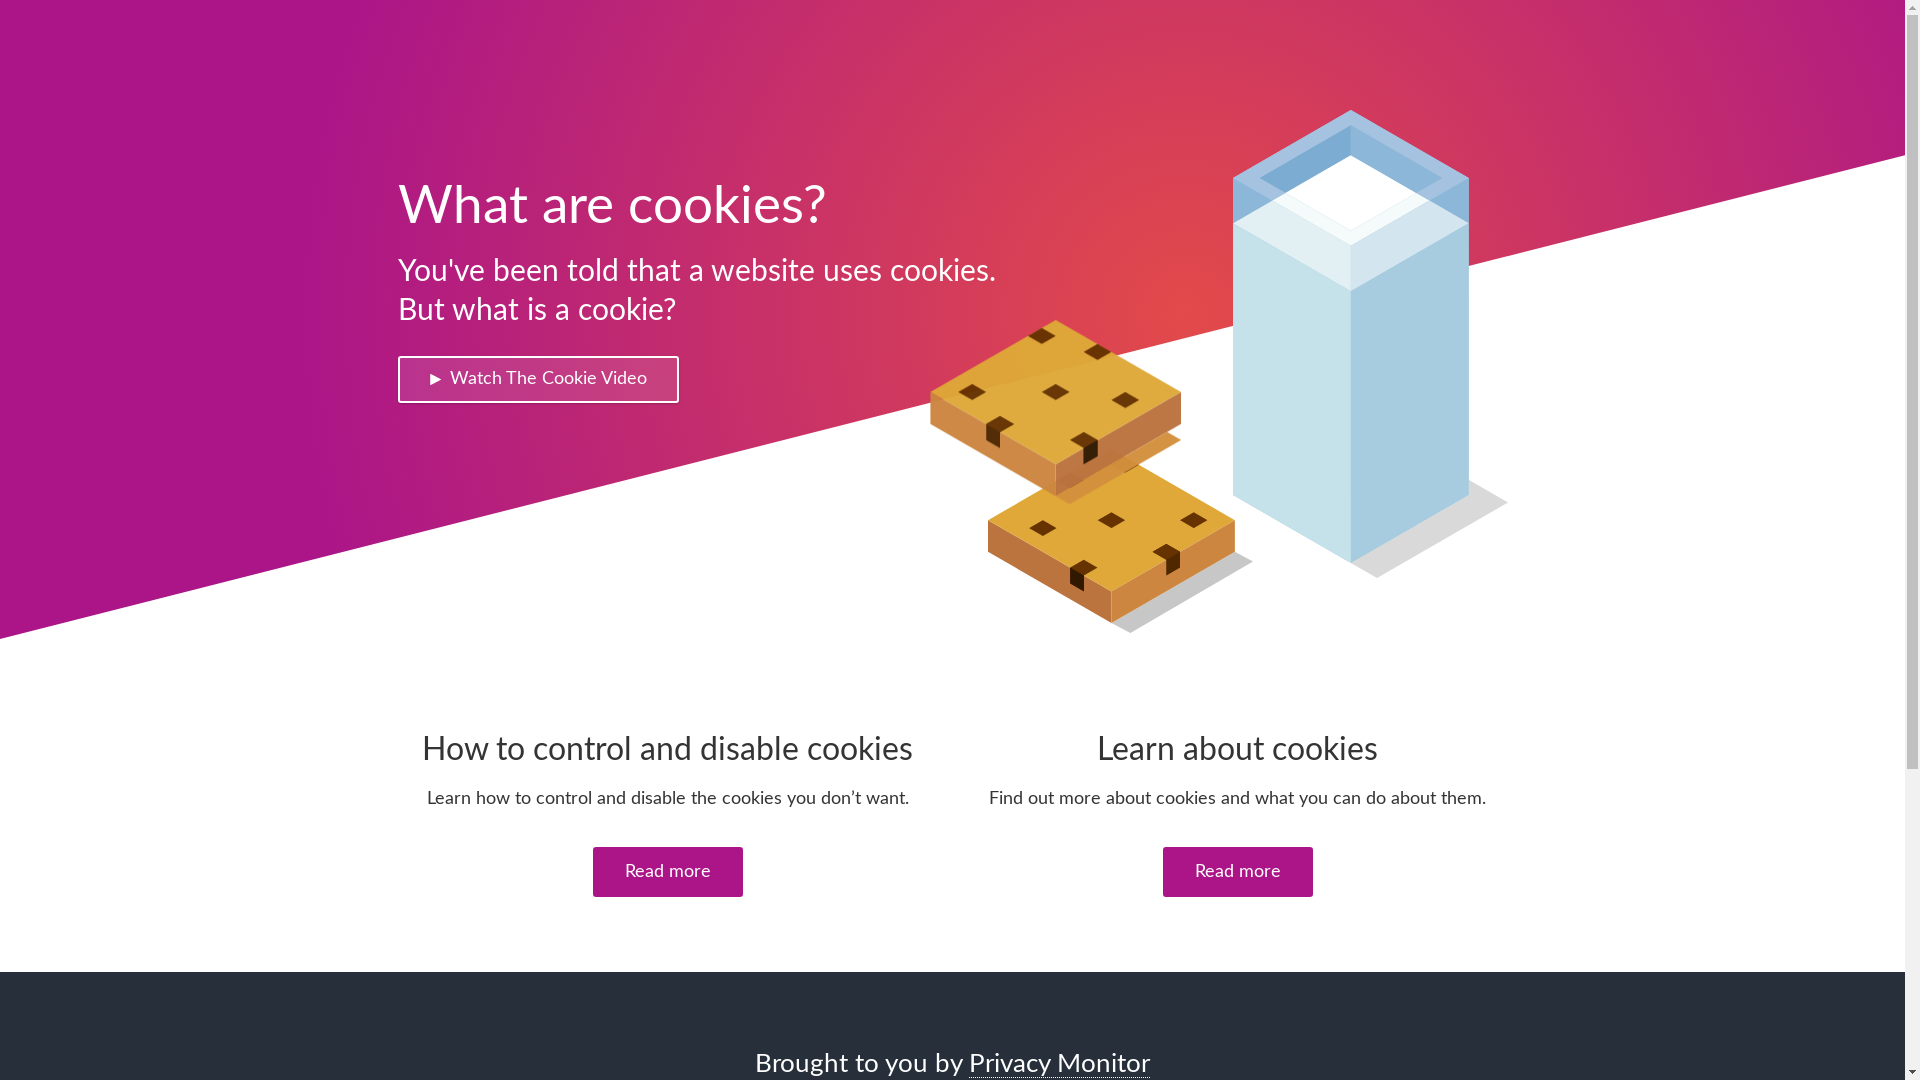 What are cookies?
You've been told that a website uses cookies.
But what is a cookie?
▶ Watch The Cookie Video
How to control and disable cookies
Learn how to control and disable the cookies you don’t want.
Read more
Learn about cookies
Find out more about cookies and what you can do about them.
Read more
Brought to you by Privacy Monitor